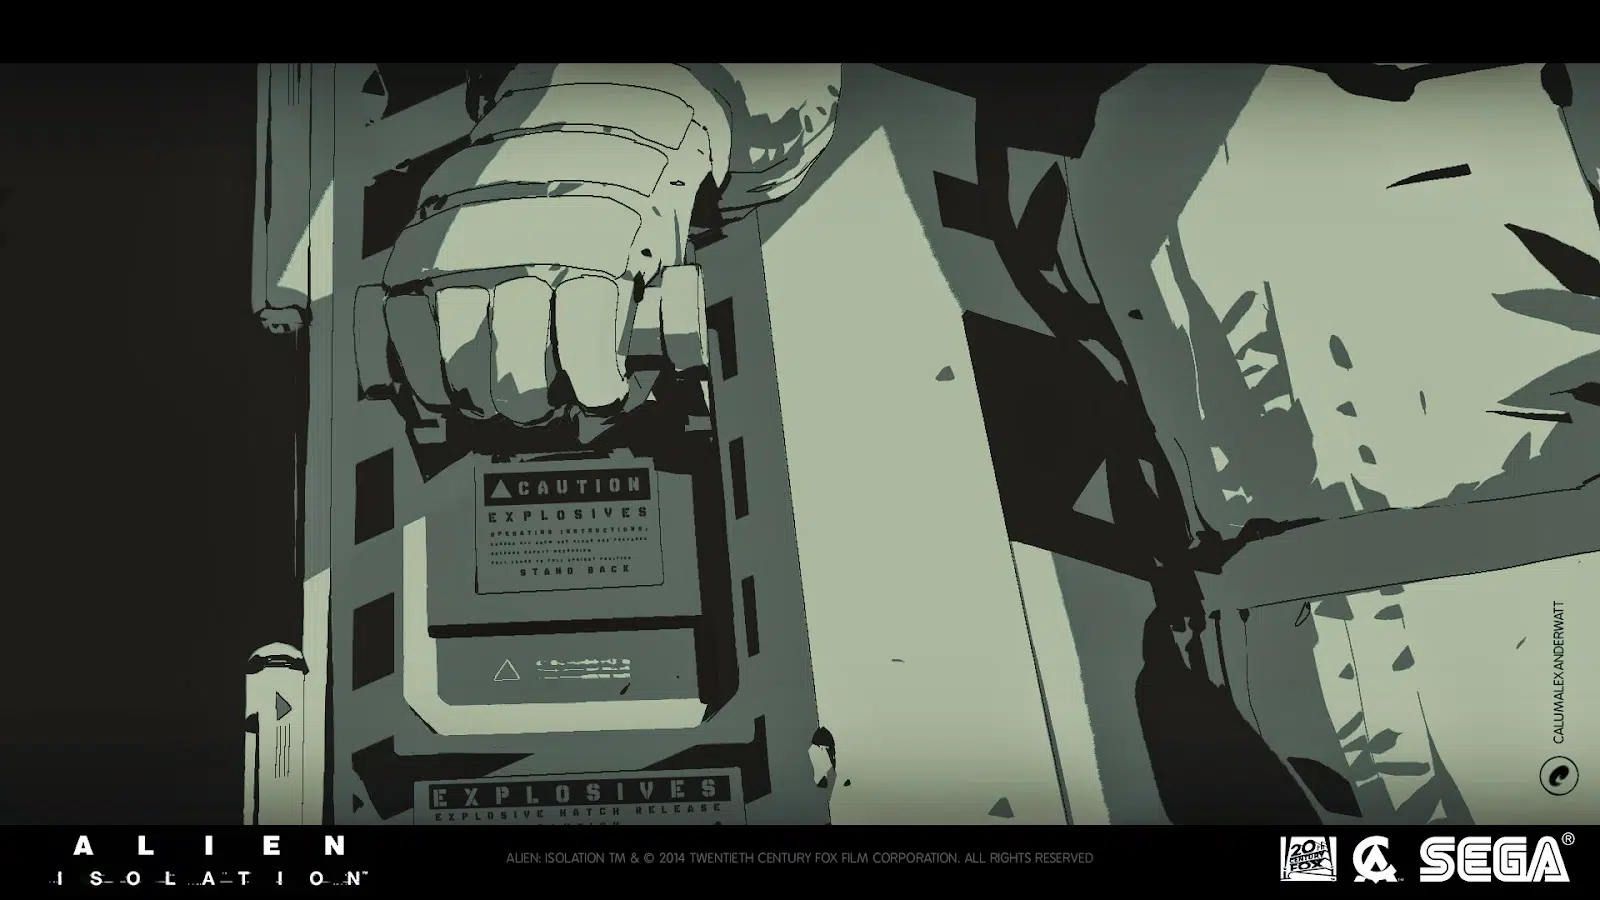 CAUTION
EXPLOSIVES
OPERATING INSTRUCTIONS:
STAND BACK
EXPLOSIVES
EXPLOSIVE HATCH RELEASE
CALUMALEXANDERWATT
ALIEN
ISOLATION™
ALIEN: ISOLATION TM & © 2014 TWENTIETH CENTURY FOX FILM CORPORATION. ALL RIGHTS RESERVED
20TH
CENTURY
FOX
SEGA®